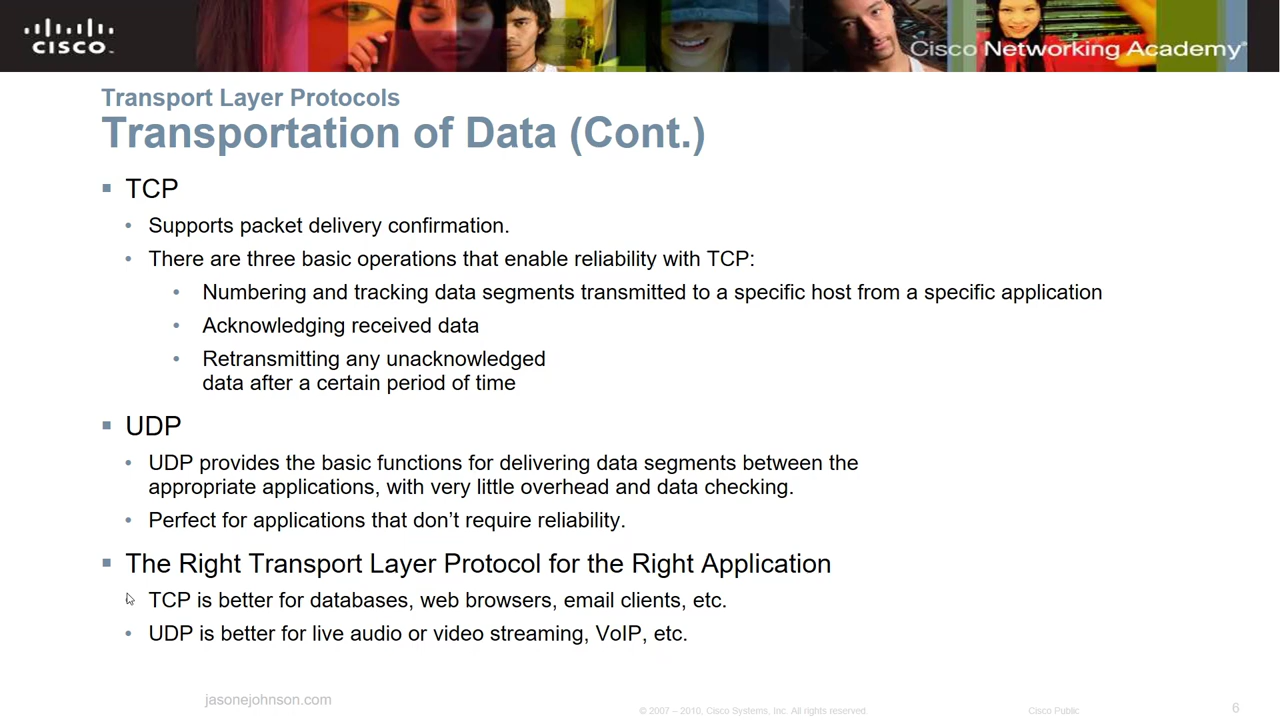 CISCO
Cisco Networking Academy
Transport Layer Protocols
Transportation of Data (Cont.)
TCP
Supports packet delivery confirmation.
There are three basic operations that enable reliability with TCP:
Numbering and tracking data segments transmitted to a specific host from a specific application
Acknowledging received data
Retransmitting any unacknowledged
data after a certain period of time
UDP
UDP provides the basic functions for delivering data segments between the
appropriate applications, with very little overhead and data checking.
Perfect for applications that don’t require reliability.
The Right Transport Layer Protocol for the Right Application
TCP is better for databases, web browsers, email clients, etc.
UDP is better for live audio or video streaming, VoIP, etc.
jasonejohnson.com
© 2007 – 2010, Cisco Systems, Inc. All rights reserved.
Cisco Public
6